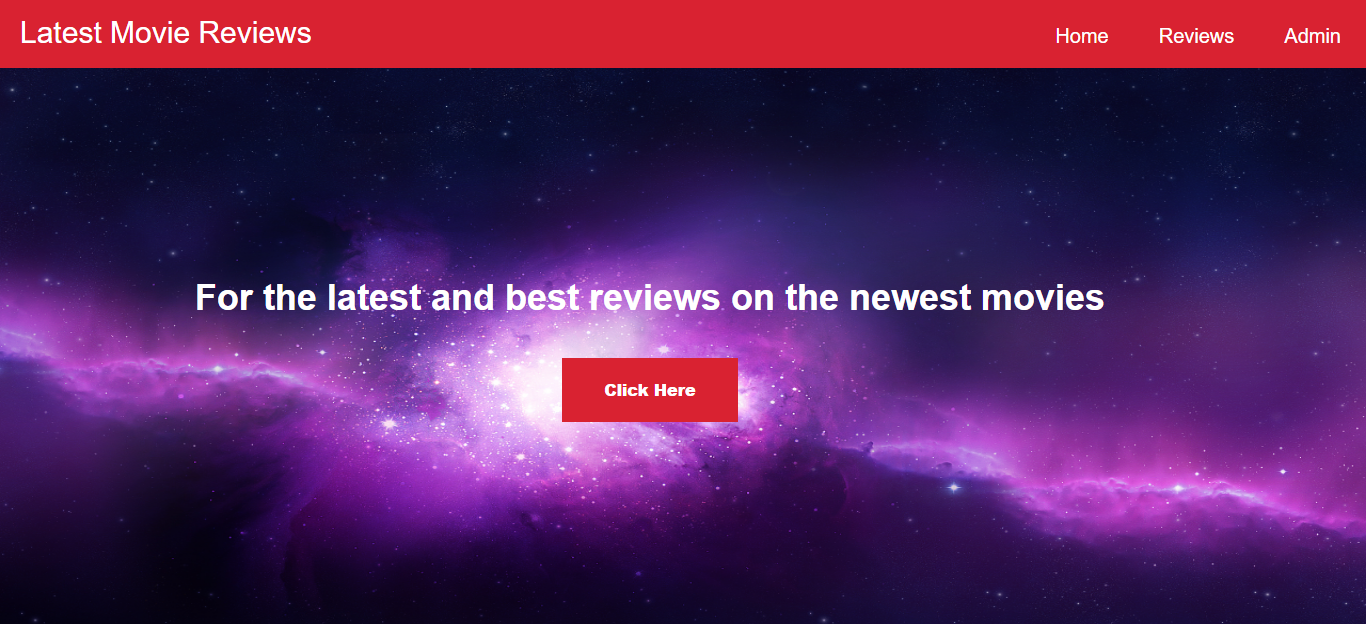 Latest Movie Reviews
Home Reviews Admin
For the latest and best reviews on the newest movies
Click Here